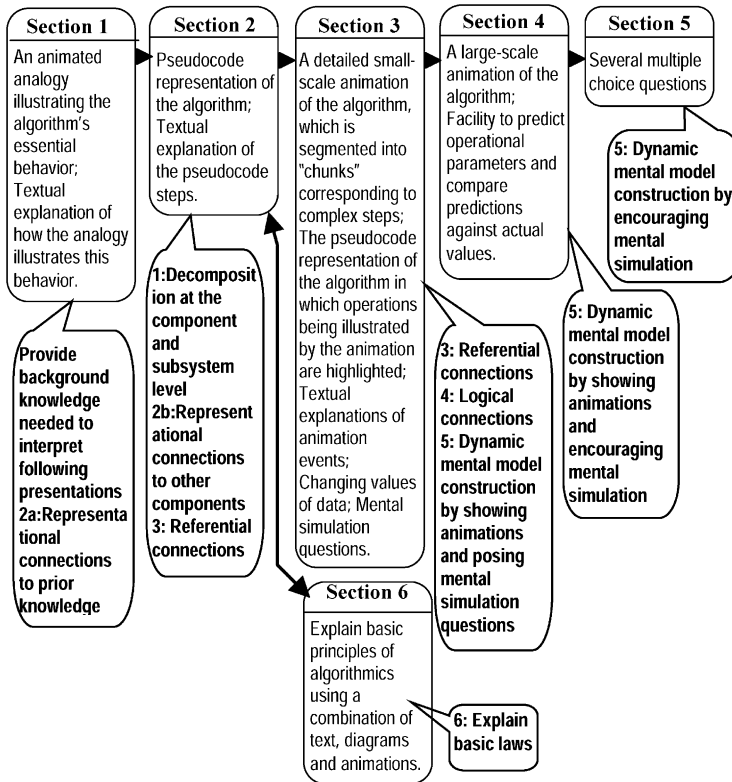 Section 1
An animated
analogy
illustrating the
algorithm's
essential
behavior;
Textual
explanation of
how the analogy
illustrates this
behavior.
Provide
background
knowledge
needed to
interpret
following
presentations
2a:Representa
tional
connections
to prior
knowledge
Section 2
Pseudocode
representation
of the algorithm;
Textual
explanation of
the pseudocode
steps.
1:Decomposit
ion at the
component
and
subsystem
level
2b:Represent
ational
connections
to other
components
3: Referential
connections
Section 3
A detailed small-
scale animation
of the algorithm,
which is
segmented into
"chunks"
corresponding to
complex steps;
The pseudocode
representation of
the algorithm in
which operations
being illustrated
by the animation
are highlighted;
Textual
explanations of
animation
events;
Changing values
of data; Mental
simulation
questions.
3: Referential
connections
4: Logical
connections
5: Dynamic
mental model
construction
by showing
animations
and posing
mental
simulation
questions
Section 4
A large-scale
animation of the
algorithm;
Facility to predict
operational
parameters and
compare
predictions
against actual
values.
5: Dynamic
mental model
construction
by showing
animations
and
encouraging
mental
simulation
Section 5
Several multiple
choice questions
5: Dynamic
mental model
construction by
encouraging
mental
simulation
Section 6
Explain basic
principles of
algorithmics
using a
combination of
text, diagrams
and animations.
6: Explain
basic laws